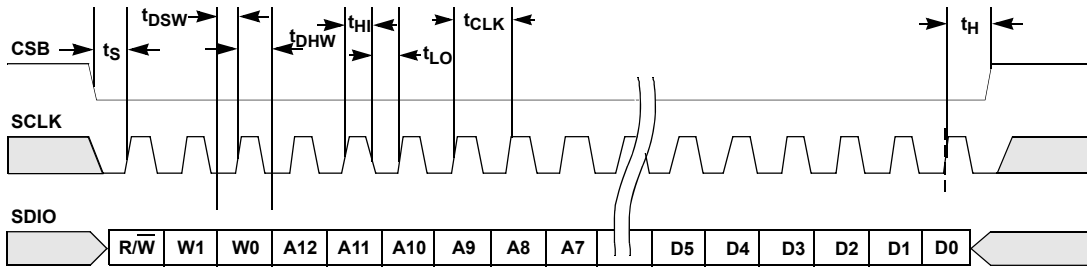 tDSW
tHI
tCLK
tH
CSB
tS
tDHW
tLO
SCLK
SDIO
R/W̅ W1 W0 A12 A11 A10 A9 A8 A7 D5 D4 D3 D2 D1 D0